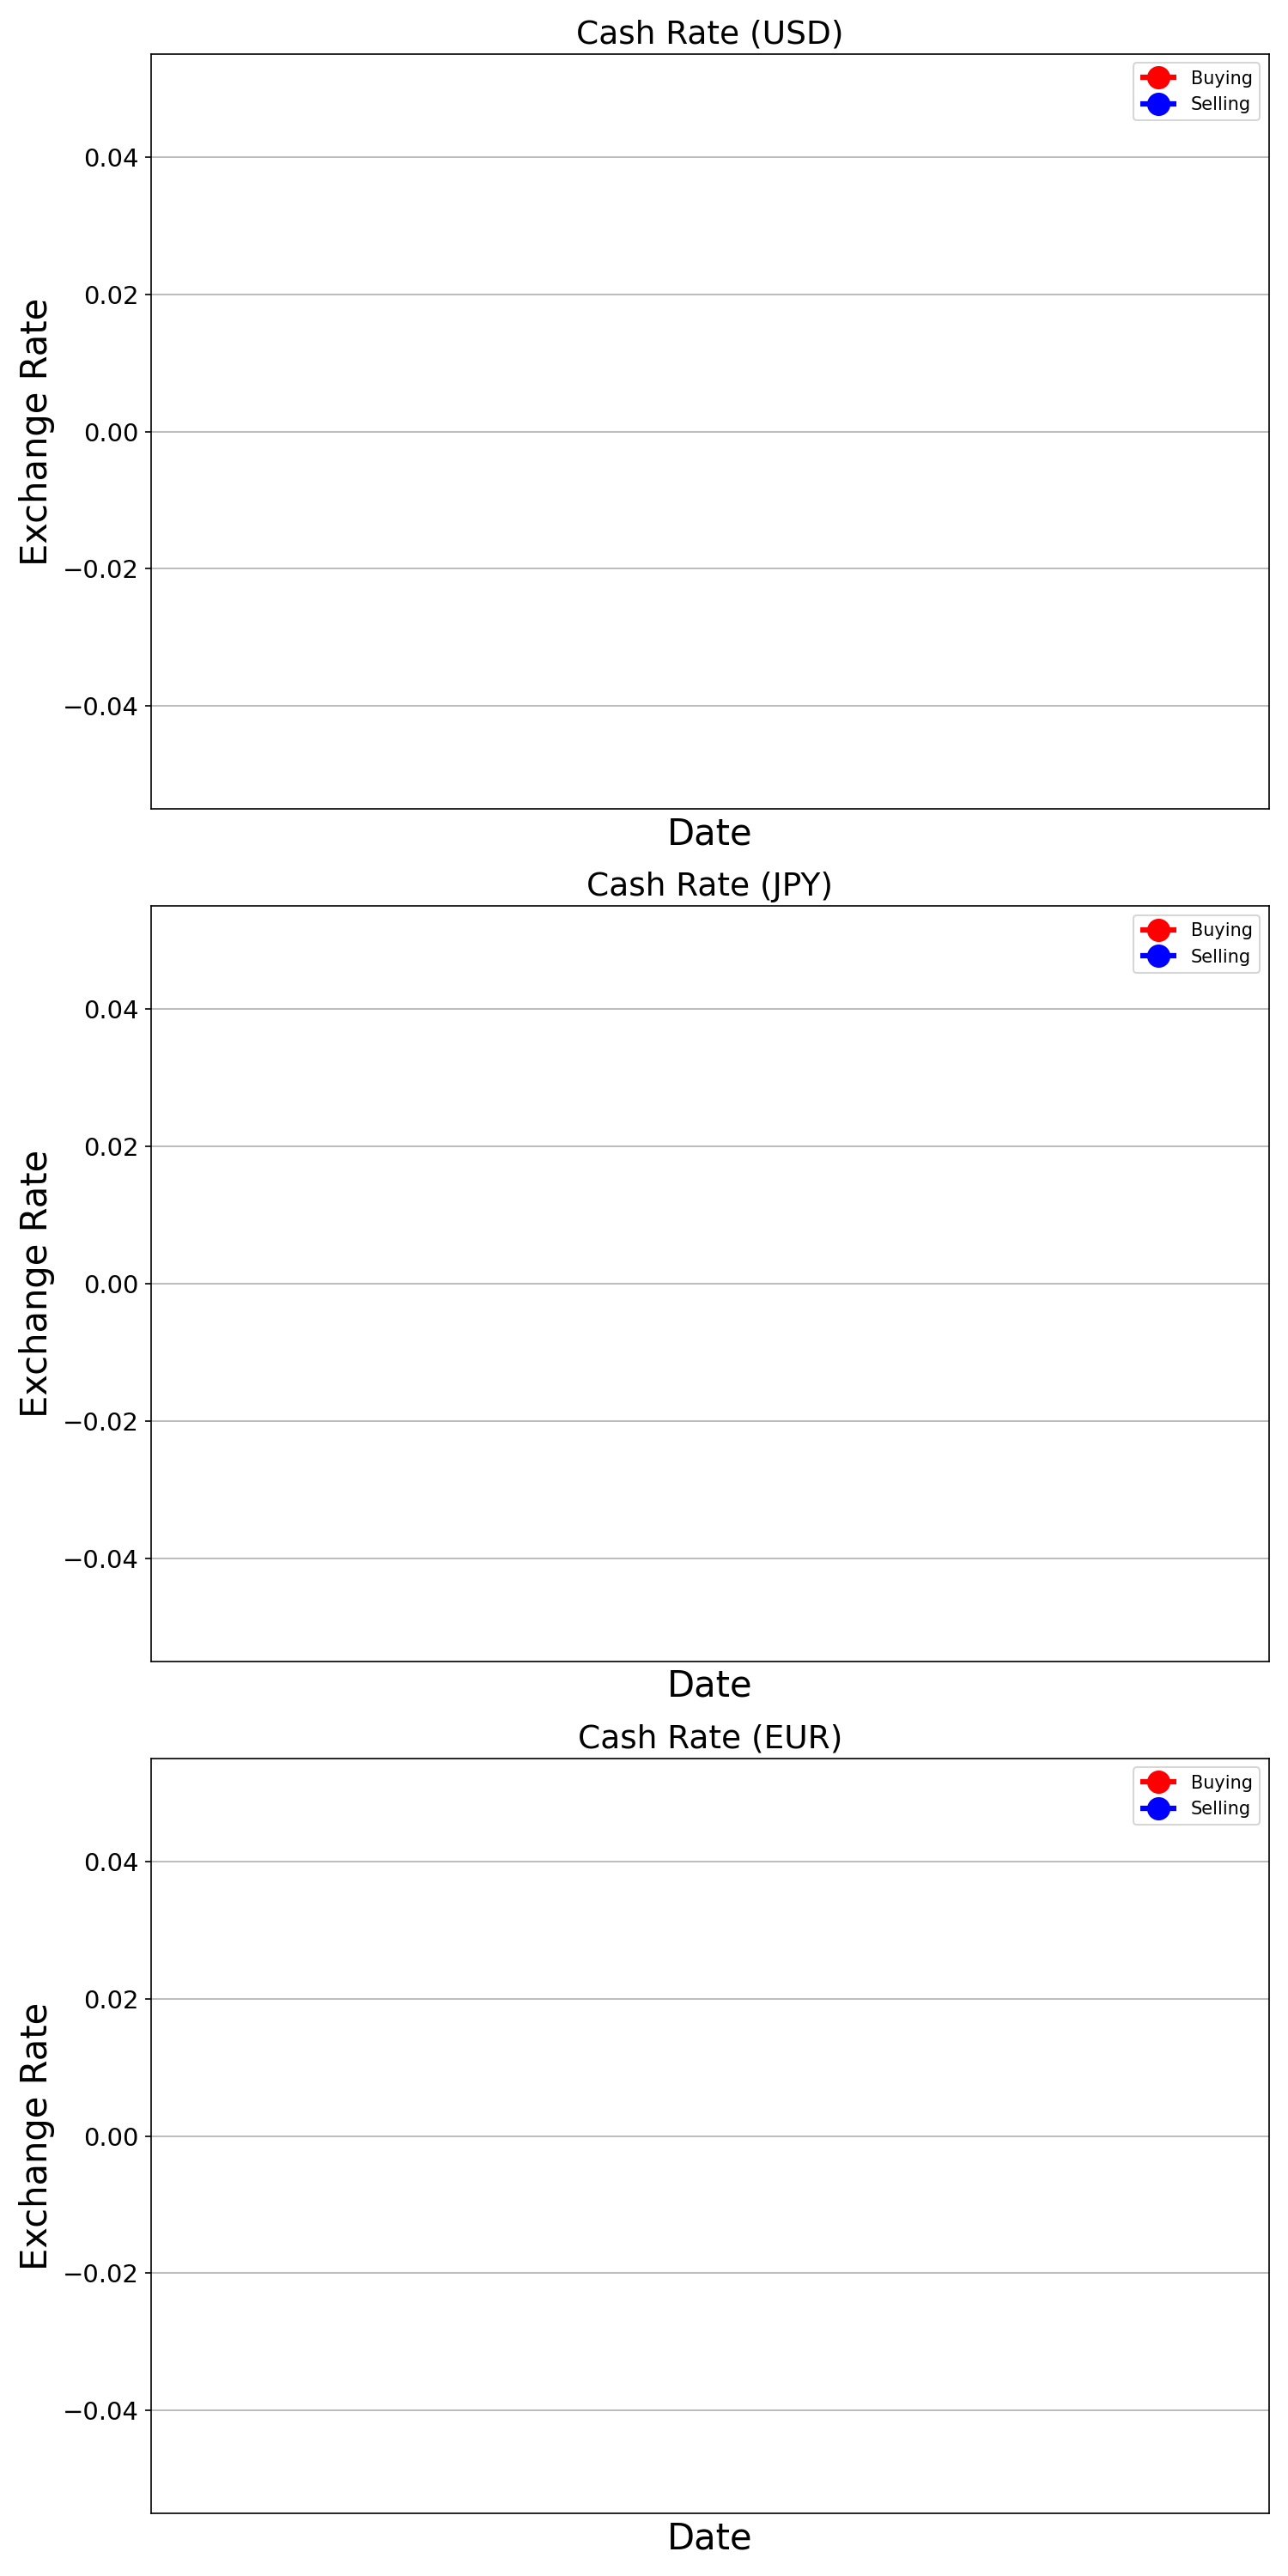 Cash Rate (USD)
Buying
Selling
0.04
0.02
0.00
−0.02
−0.04
Exchange Rate
Date
Cash Rate (JPY)
Buying
Selling
0.04
0.02
0.00
−0.02
−0.04
Exchange Rate
Date
Cash Rate (EUR)
Buying
Selling
0.04
0.02
0.00
−0.02
−0.04
Exchange Rate
Date